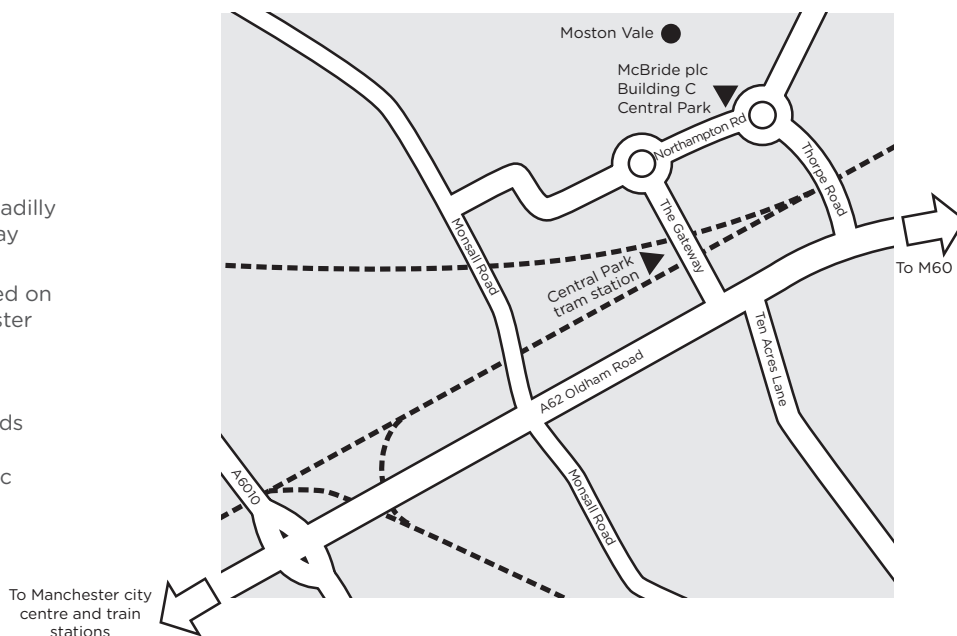 adilly
ay
ed on
ster
ds
c
Moston Vale
McBride plc
Building C
Central Park
Northampton Rd
Thorpe Road
The Gateway
Monsall Road
Central Park
tram station
To M60
A62 Oldham Road
Ten Acres Lane
A6010
Monsall Road
To Manchester city
centre and train
stations